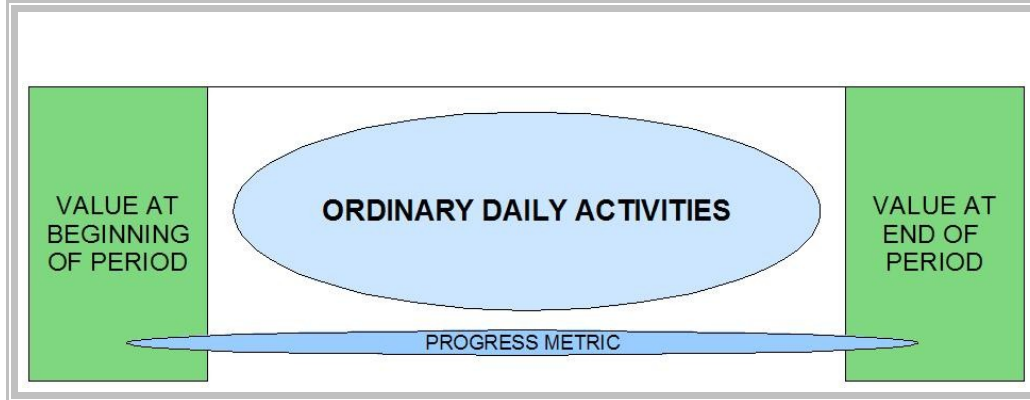 VALUE AT
BEGINNING
OF PERIOD
ORDINARY DAILY ACTIVITIES
VALUE AT
END OF
PERIOD
PROGRESS METRIC